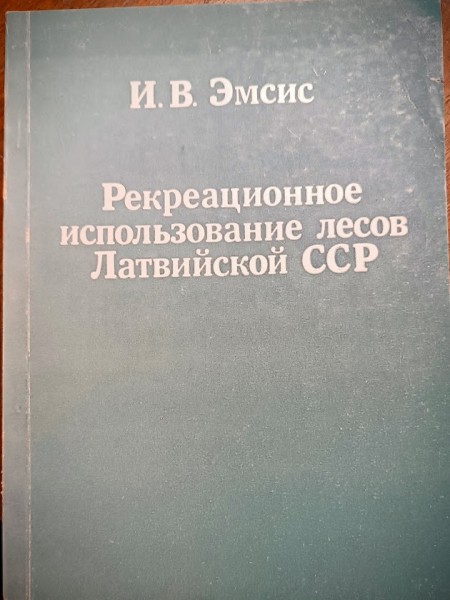 И. В. Эмсис
Рекреационное
использование лесов
Латвийской ССР